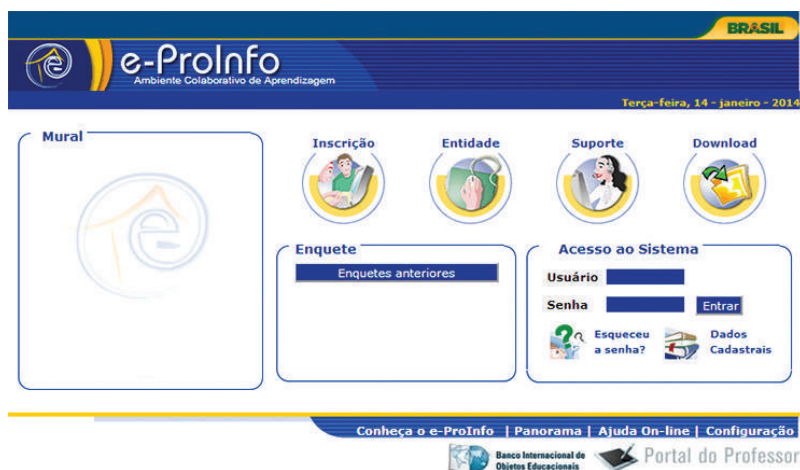 BRASIL
e-ProInfo
Ambiente Colaborativo de Aprendizagem
Terça-feira, 14 - janeiro - 2014
Mural
Inscrição
Entidade
Suporte
Download
Enquete
Enquetes anteriores
Acesso ao Sistema
Usuário
Senha
Entrar
Esqueceu
a senha?
Dados
Cadastrais
Conheça o e-ProInfo | Panorama | Ajuda On-line | Configuração
Banco Internacional de
Objetos Educacionais
Portal do Professor